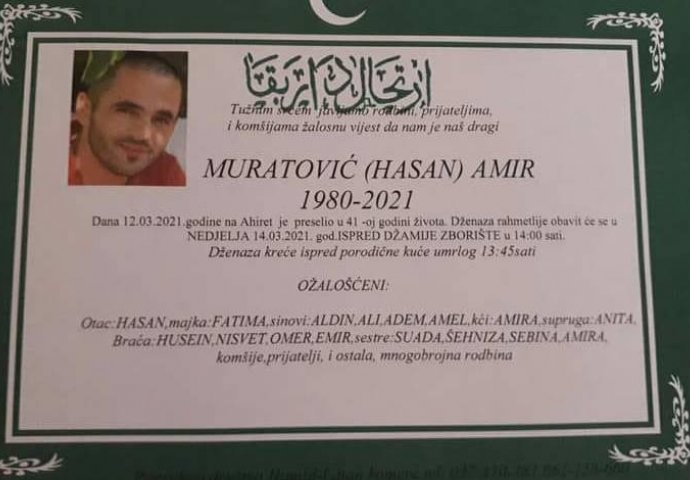 إرتحال دار بقا
Tužnim srcem javljamo rodbini, prijateljima,
i komšijama žalosnu vijest da nam je naš dragi
MURATOVIĆ (HASAN) AMIR
1980-2021
Dana 12.03.2021.godine na Ahiret je preselio u 41 -oj godini života. Dženaza rahmetlije obavit će se u
NEDJELJA 14.03.2021. god.ISPRED DŽAMIJE ZBORIŠTE u 14:00 sati.
Dženaza kreće ispred porodične kuće umrlog 13:45sati
OŽALOŠĆENI:
Otac:HASAN,majka:FATIMA,sinovi:ALDIN,ALI,ADEM,AMEL,kći:AMIRA,supruga:ANITA,
Braća:HUSEIN,NISVET,OMER,EMIR,sestre:SUADA,ŠEHNIZA,SEBINA,AMIRA,
komšije,prijatelji, i ostala, mnogobrojna rodbina